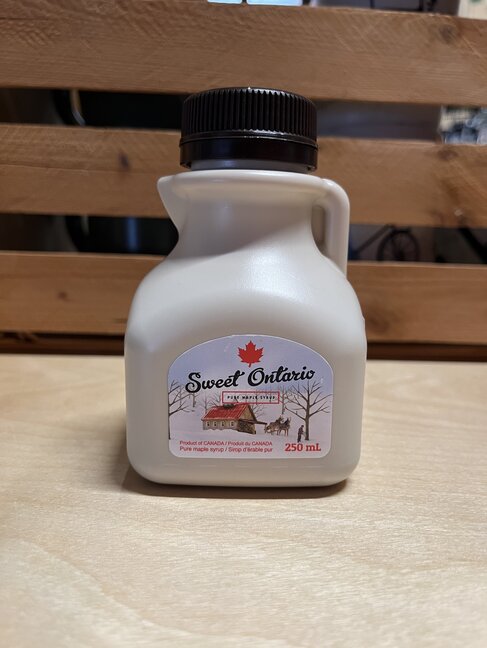 Sweet Ontario
PURE MAPLE SYRUP
Product of CANADA / Produit du CANADA
Pure maple syrup / Sirop d'érable pur
250 mL